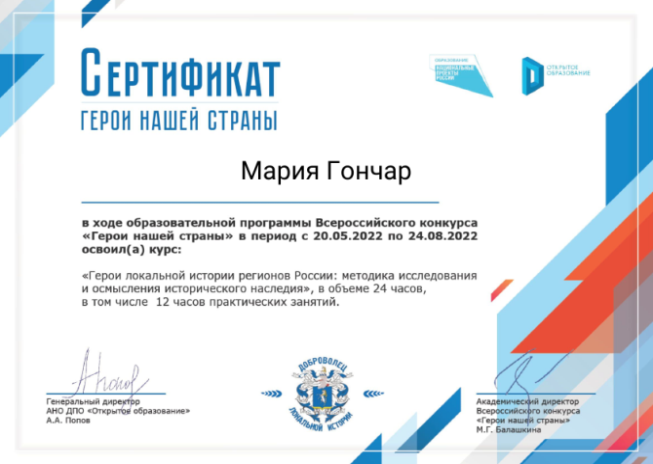 СЕРТИФИКАТ
ГЕРОИ НАШЕЙ СТРАНЫ
ОБРАЗОВАНИЕ
НАЦИОНАЛЬНЫЕ
ПРОЕКТЫ
РОССИИ
ОТКРЫТОЕ
ОБРАЗОВАНИЕ
Мария Гончар
в ходе образовательной программы Всероссийского конкурса
«Герои нашей страны» в период с 20.05.2022 по 24.08.2022
освоил(а) курс:
«Герои локальной истории регионов России: методика исследования
и осмысления исторического наследия», в объеме 24 часов,
в том числе 12 часов практических занятий.
Генеральный директор
АНО ДПО «Открытое образование»
А.А. Попов
ДОБРОВОЛЕЦ
ЛОКАЛЬНОЙ ИСТОРИИ
Академический директор
Всероссийского конкурса
«Герои нашей страны»
М.Г. Балашкина